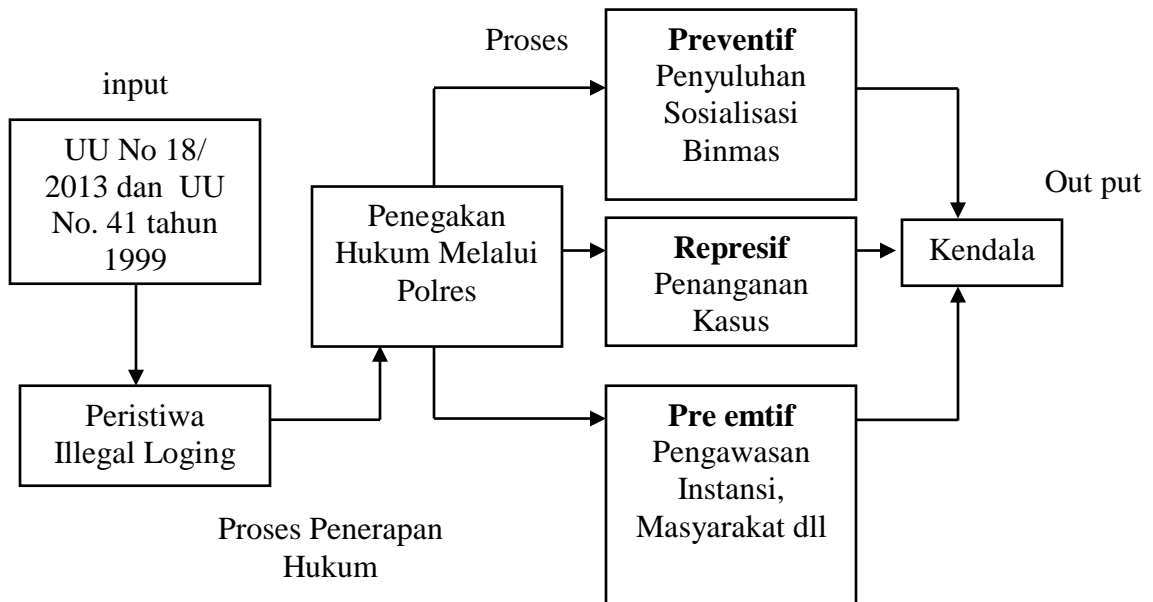 input
UU No 18/
2013 dan UU
No. 41 tahun
1999
Peristiwa
Illegal Loging
Proses Penerapan
Hukum
Penegakan
Hukum Melalui
Polres
Proses
Preventif
Penyuluhan
Sosialisasi
Binmas
Represif
Penanganan
Kasus
Pre emtif
Pengawasan
Instansi,
Masyarakat dll
Out put
Kendala